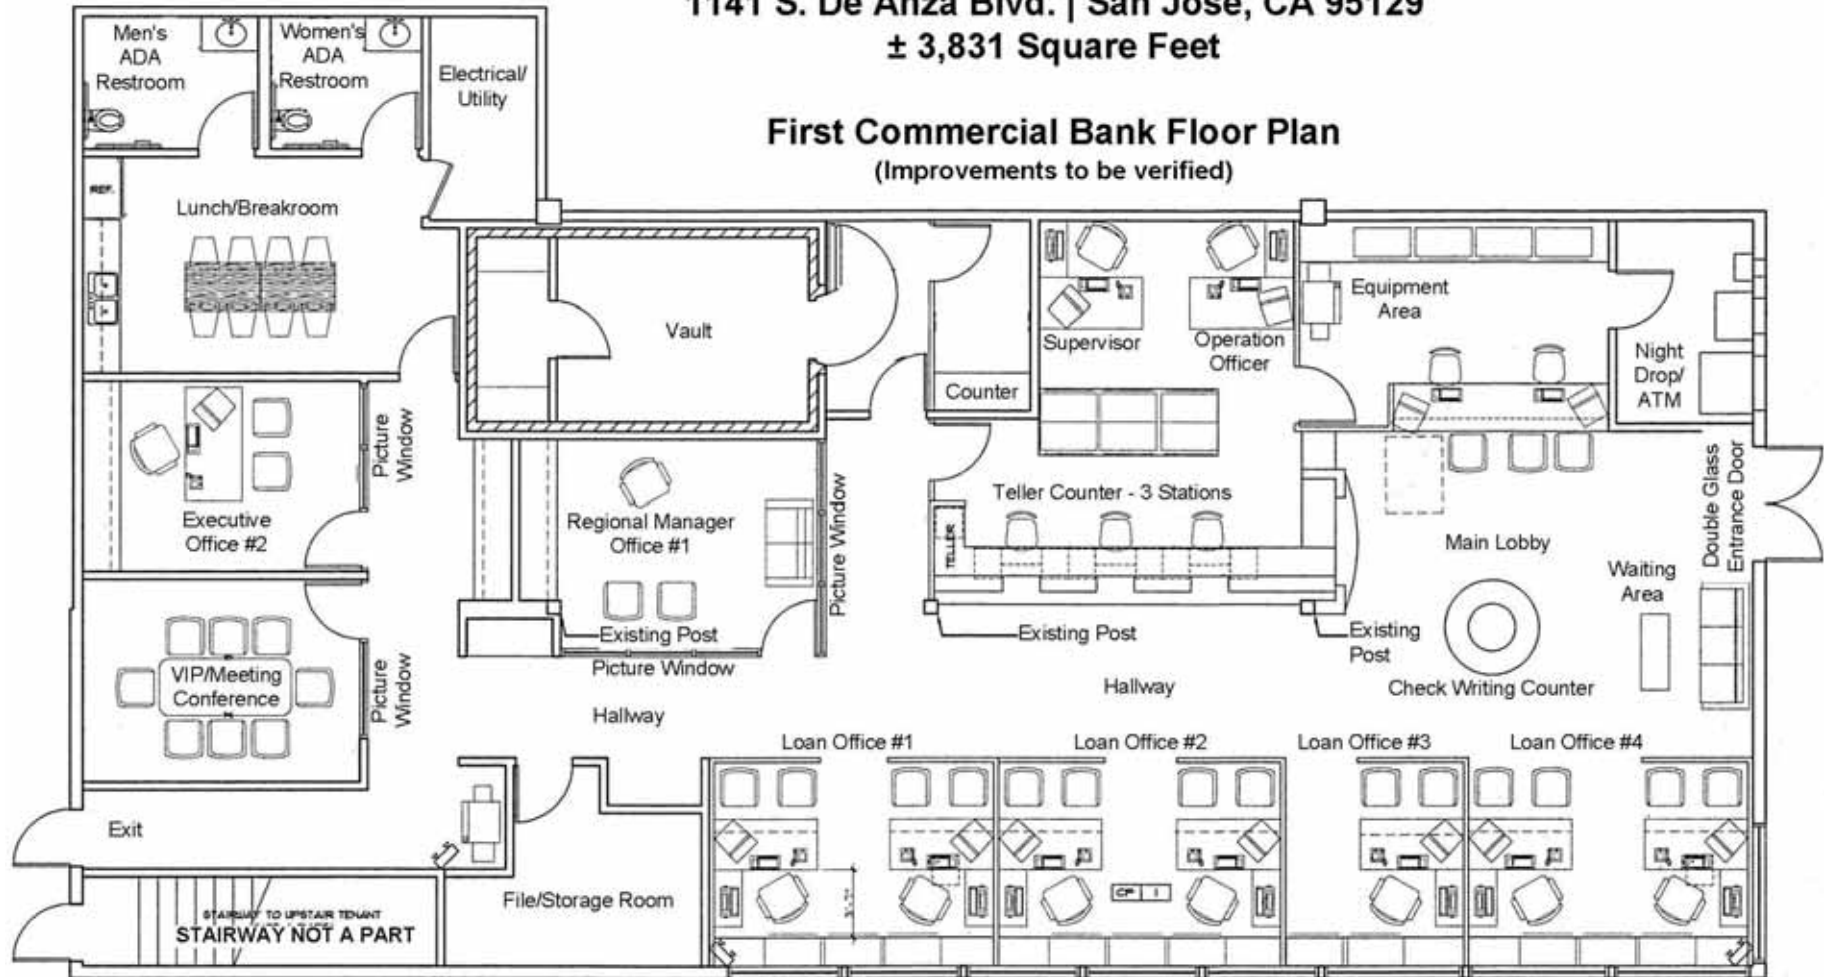 1141 S. De Anza Blvd. | San Jose, CA 95129
± 3,831 Square Feet
First Commercial Bank Floor Plan
(Improvements to be verified)
Men's
ADA
Restroom
Women's
ADA
Restroom
Electrical/
Utility
REF.
Lunch/Breakroom
Vault
Counter
Supervisor
Operation
Officer
Equipment
Area
Night
Drop/
ATM
Picture
Window
Executive
Office #2
Regional Manager
Office #1
Picture Window
Teller Counter - 3 Stations
TELLER
Main Lobby
Double Glass
Entrance Door
Waiting
Area
Existing Post
Existing Post
Existing
Post
Picture Window
VIP/Meeting
Conference
Picture
Window
Check Writing Counter
Hallway
Hallway
Loan Office #1
Loan Office #2
Loan Office #3
Loan Office #4
Exit
File/Storage Room
CP
STAIRWAY TO UPSTAIR TENANT
STAIRWAY NOT A PART